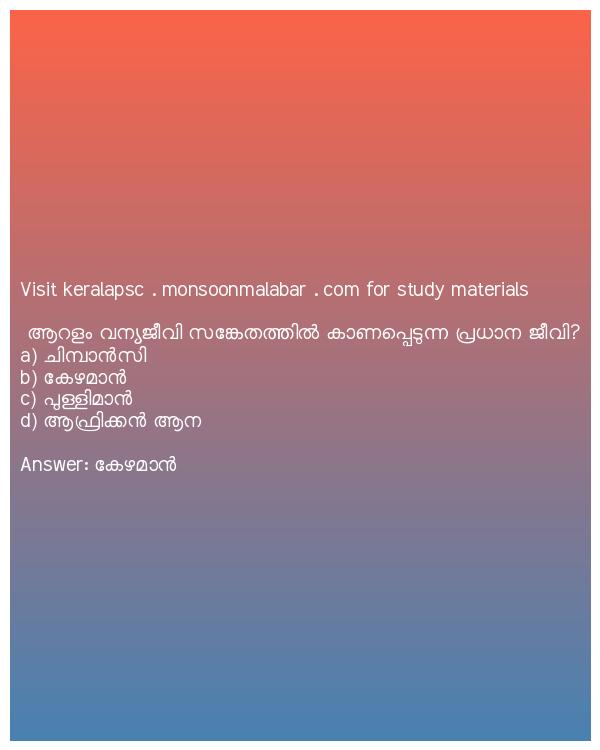 Visit keralapsc . monsoonmalabar . com for study materials
ആറളം വന്യജീവി സങ്കേതത്തിൽ കാണപ്പെടുന്ന പ്രധാന ജീവി?
a) ചിമ്പാൻസി
b) കേഴമാൻ
c) പുള്ളിമാൻ
d) ആഫ്രിക്കൻ ആന
Answer: കേഴമാൻ